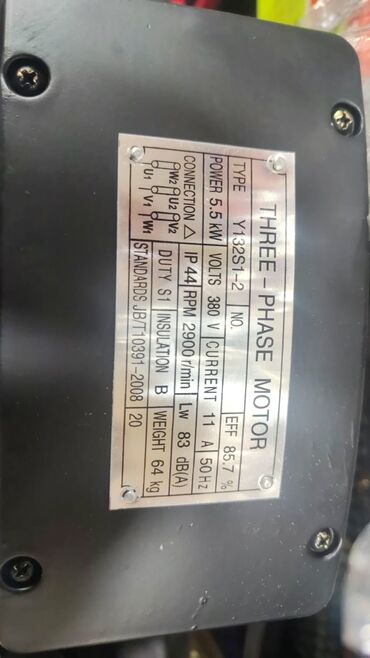 THREE-PHASE MOTOR
TYPE Y132S1-2 NO. EFF 85.7 %
POWER 5.5 kW VOLTS 380 V CURRENT 11 A 50 Hz
CONNECTION △ IP 44 RPM 2900 r/min Lw 83 dB(A)
W2 U2 V2 DUTY S1 INSULATION B WEIGHT 64 kg
U1 V1 W1 STANDARDS JB/T10391-2008 20